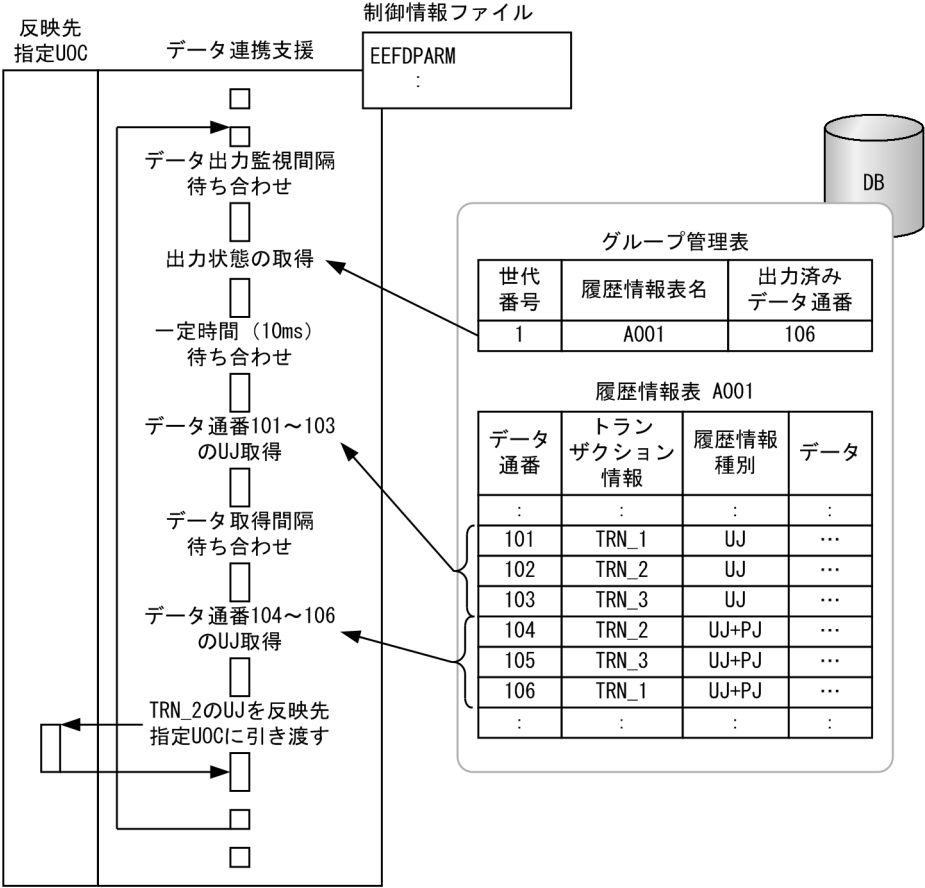 反映先
指定UOC
データ連携支援
制御情報ファイル
EEFDPARM
:
データ出力監視間隔
待ち合わせ
出力状態の取得
一定時間（10ms）
待ち合わせ
データ通番101～103
のUJ取得
データ取得間隔
待ち合わせ
データ通番104～106
のUJ取得
TRN_2のUJを反映先
指定UOCに引き渡す
DB
グループ管理表
世代
番号
履歴情報表名
出力済み
データ通番
1 A001 106
履歴情報表 A001
データ
通番
トラン
ザクション
情報
履歴情報
種別
データ
: : : :
101 TRN_1 UJ …
102 TRN_2 UJ …
103 TRN_3 UJ …
104 TRN_2 UJ+PJ …
105 TRN_3 UJ+PJ …
106 TRN_1 UJ+PJ …
: : : :